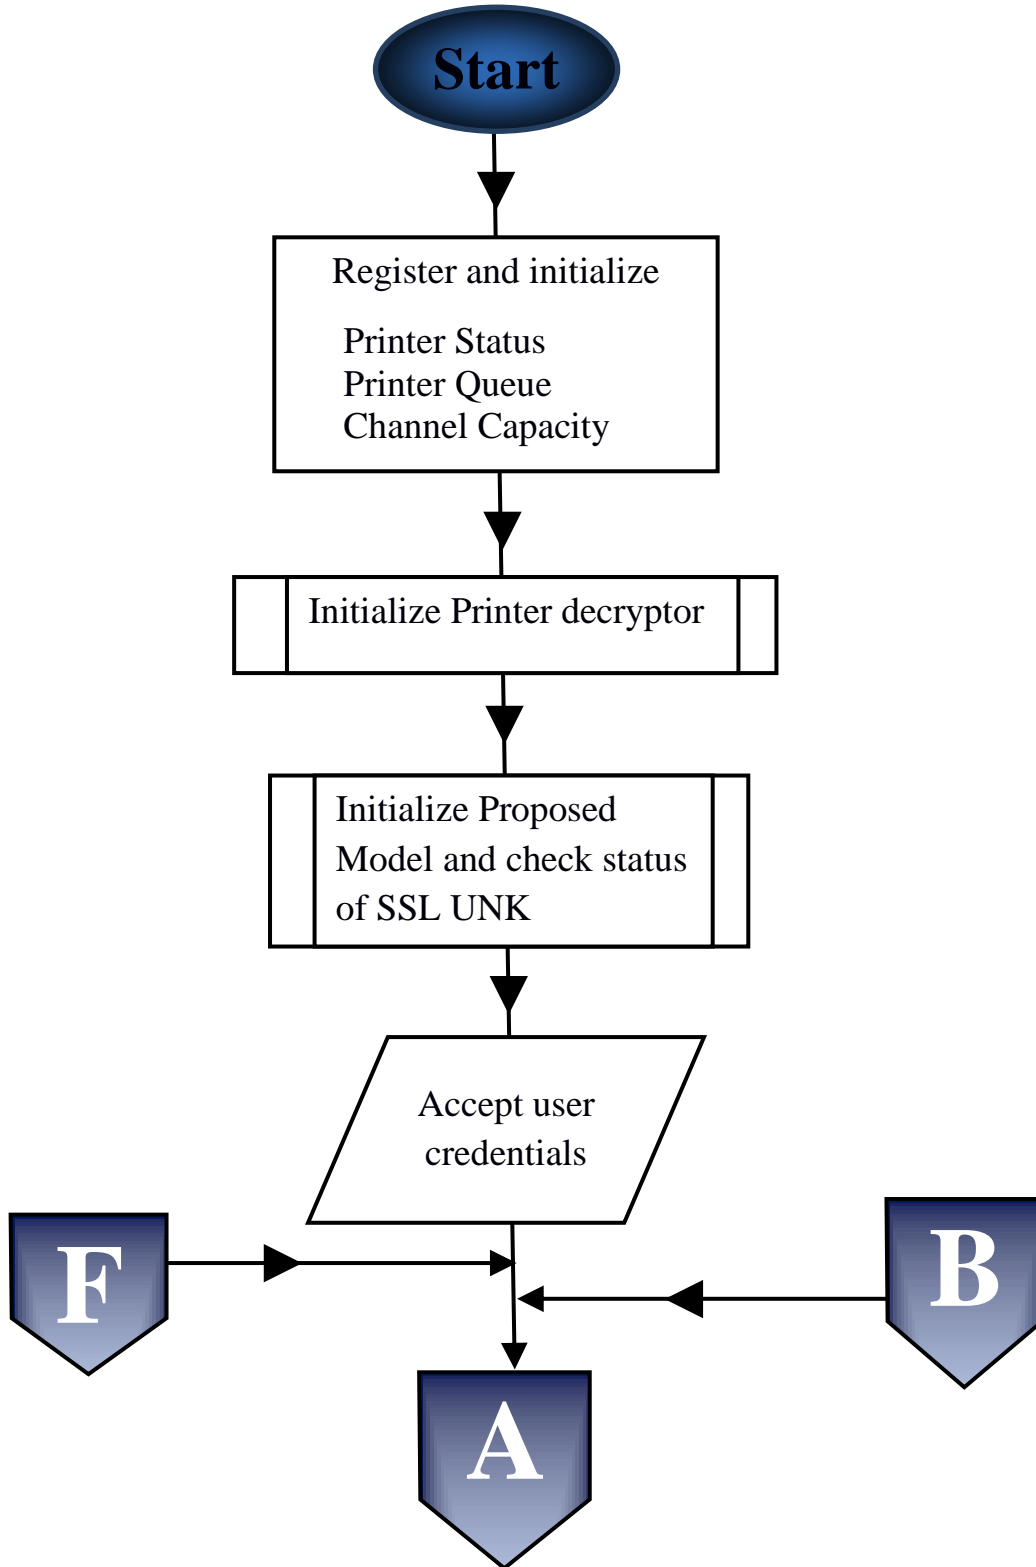 Start
Register and initialize
Printer Status
Printer Queue
Channel Capacity
Initialize Printer decryptor
Initialize Proposed
Model and check status
of SSL UNK
Accept user
credentials
F
B
A